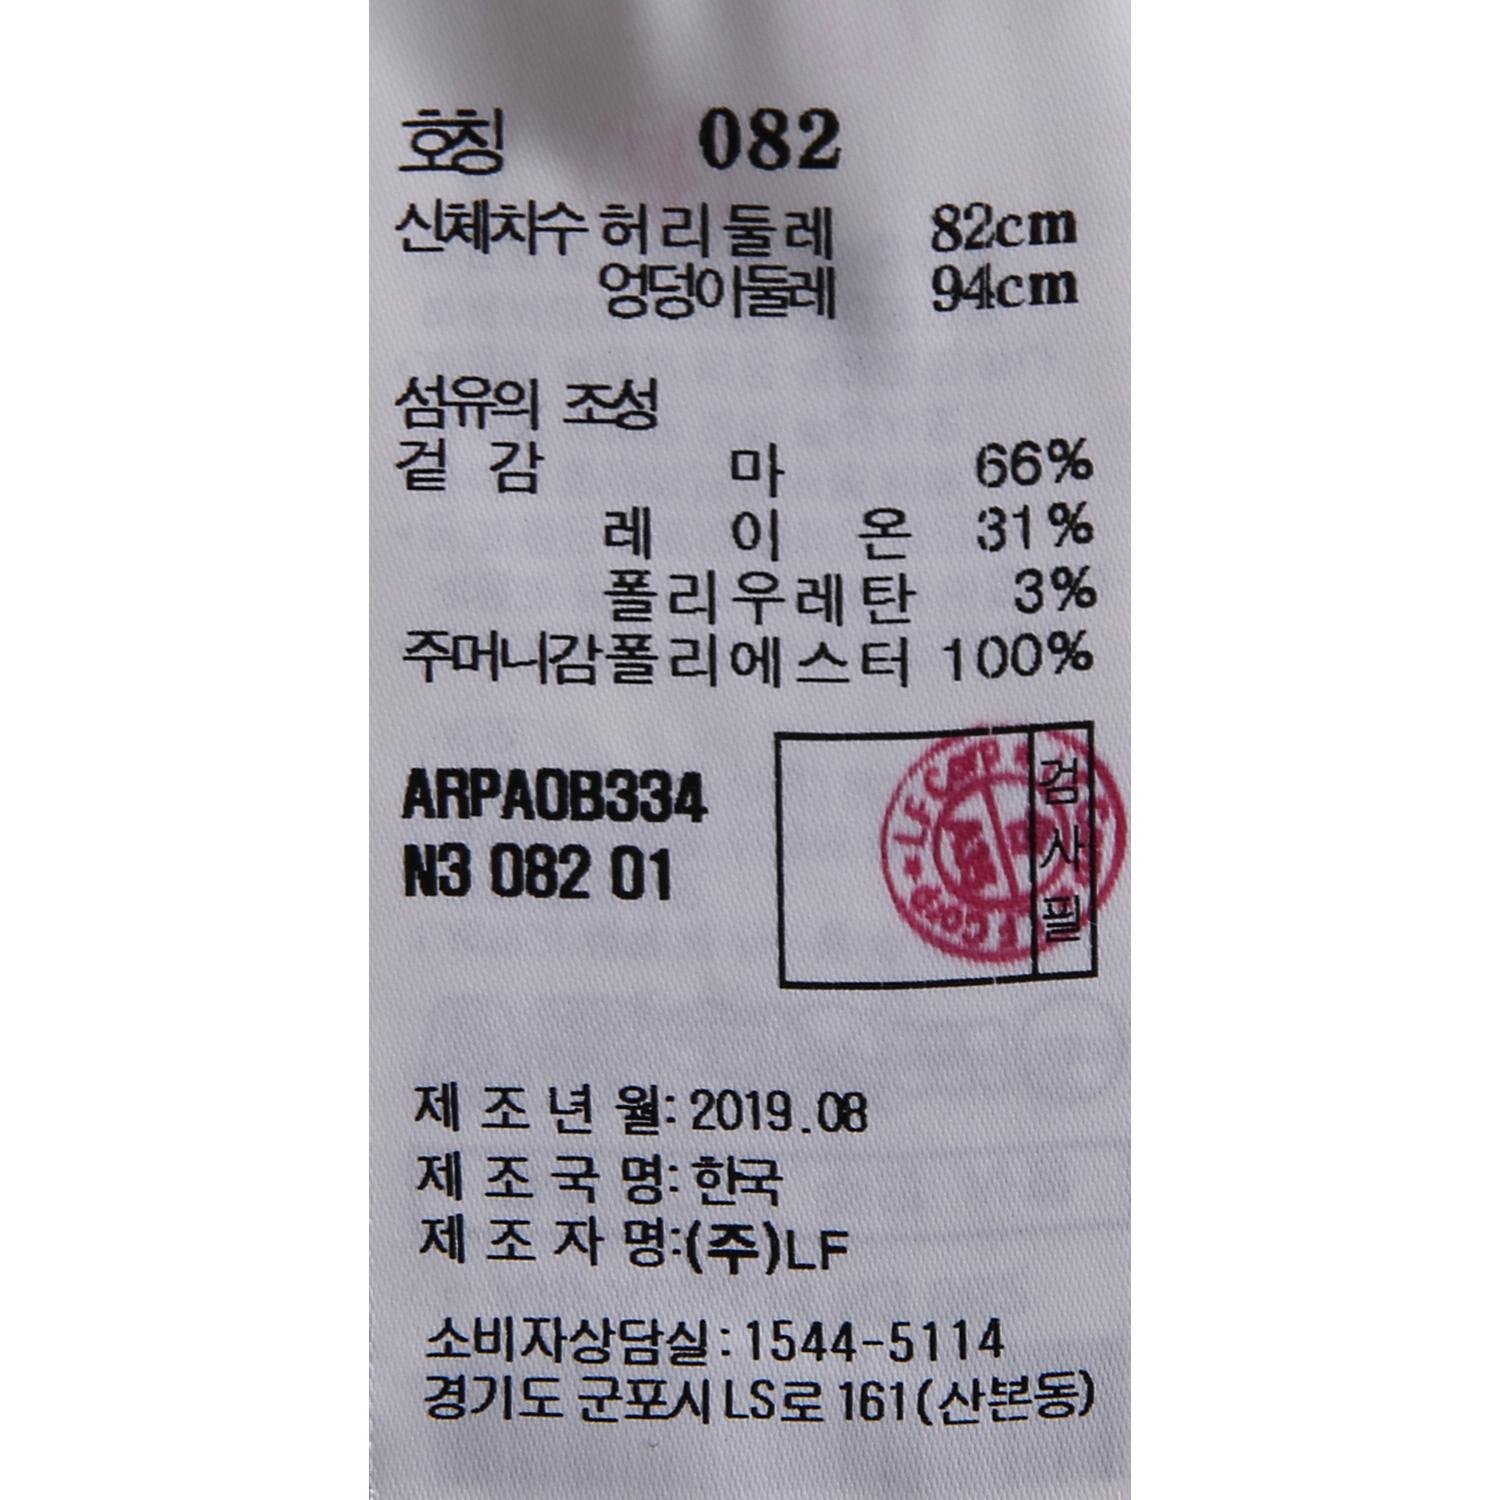 호칭 082
신체치수 허리둘레 82cm
엉덩이둘레 94cm
섬유의 조성
겉 감 마 66%
레 이 온 31%
폴리우레탄 3%
주머니감폴리에스터 100%
ARPA0B334
N3 082 01
LF Corp
LF Corp
검사필
제 조 년 월: 2019.08
제 조 국 명: 한국
제 조 자 명:(주)LF
소비자상담실:1544-5114
경기도 군포시 LS로 161(산본동)